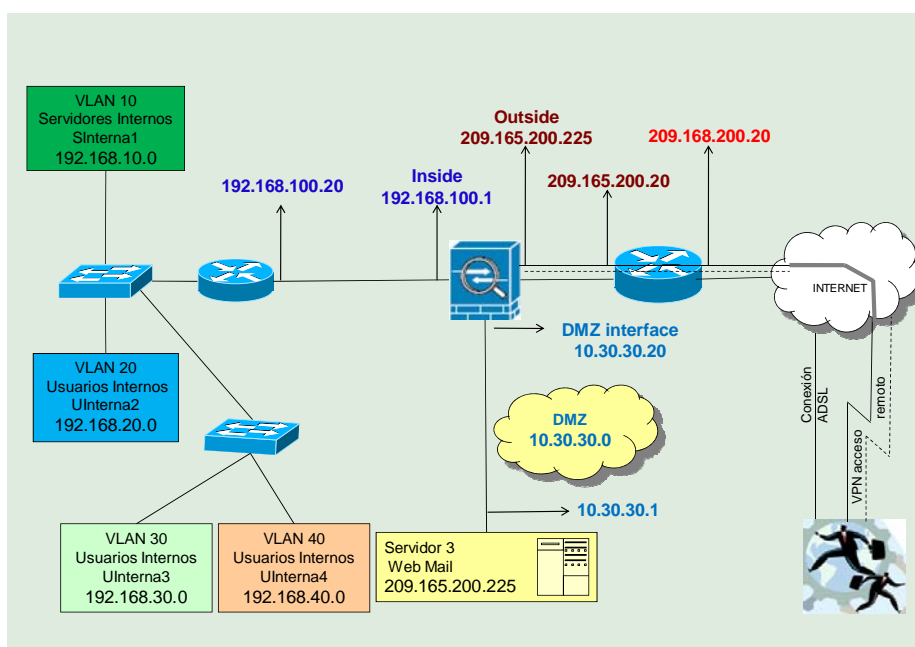 VLAN 10
Servidores Internos
SInterna1
192.168.10.0
Outside
209.165.200.225
209.168.200.20
Inside
192.168.100.1
192.168.100.20
209.165.200.20
INTERNET
DMZ interface
10.30.30.20
VLAN 20
Usuarios Internos
UInterna2
192.168.20.0
DMZ
10.30.30.0
Conexión
ADSL
VPN acceso
remoto
10.30.30.1
VLAN 30
Usuarios Internos
UInterna3
192.168.30.0
VLAN 40
Usuarios Internos
UInterna4
192.168.40.0
Servidor 3
Web Mail
209.165.200.225